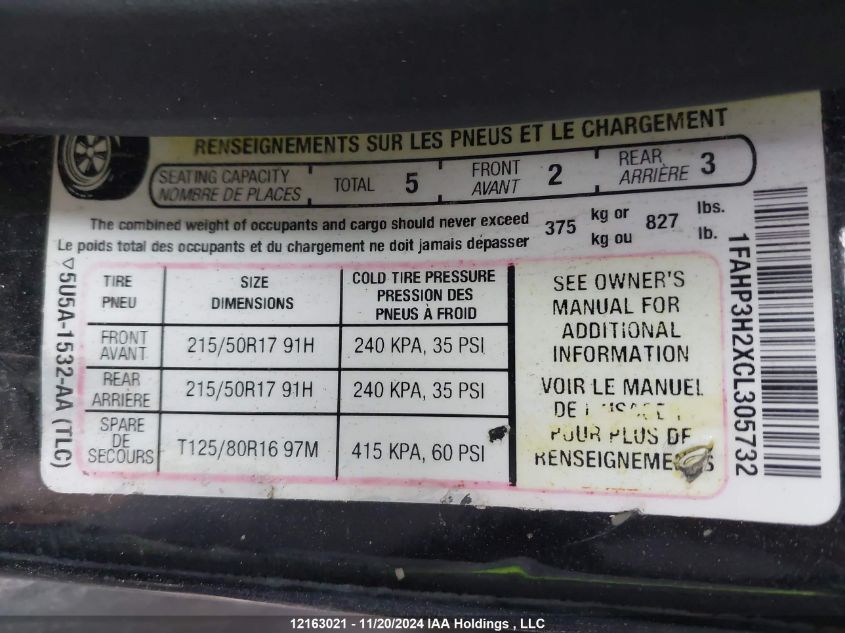 RENSEIGNEMENTS SUR LES PNEUS ET LE CHARGEMENT
SEATING CAPACITY
NOMBRE DE PLACES
TOTAL 5
FRONT
AVANT 2
REAR
ARRIÈRE 3
The combined weight of occupants and cargo should never exceed 375 kg or 827 lbs.
Le poids total des occupants et du chargement ne doit jamais dépasser kg ou lb.
TIRE
PNEU
SIZE
DIMENSIONS
COLD TIRE PRESSURE
PRESSION DES
PNEUS À FROID
FRONT
AVANT
215/50R17 91H
240 KPA, 35 PSI
REAR
ARRIÈRE
215/50R17 91H
240 KPA, 35 PSI
SPARE
DE
SECOURS
T125/80R16 97M
415 KPA, 60 PSI
SEE OWNER'S
MANUAL FOR
ADDITIONAL
INFORMATION
VOIR LE MANUEL
DE
POUR PLUS DE
RENSEIGNEMENTS
5U5A-1532-AA (TLC)
1FAHP3H2XCL305732
12163021 - 11/20/2024 IAA Holdings , LLC